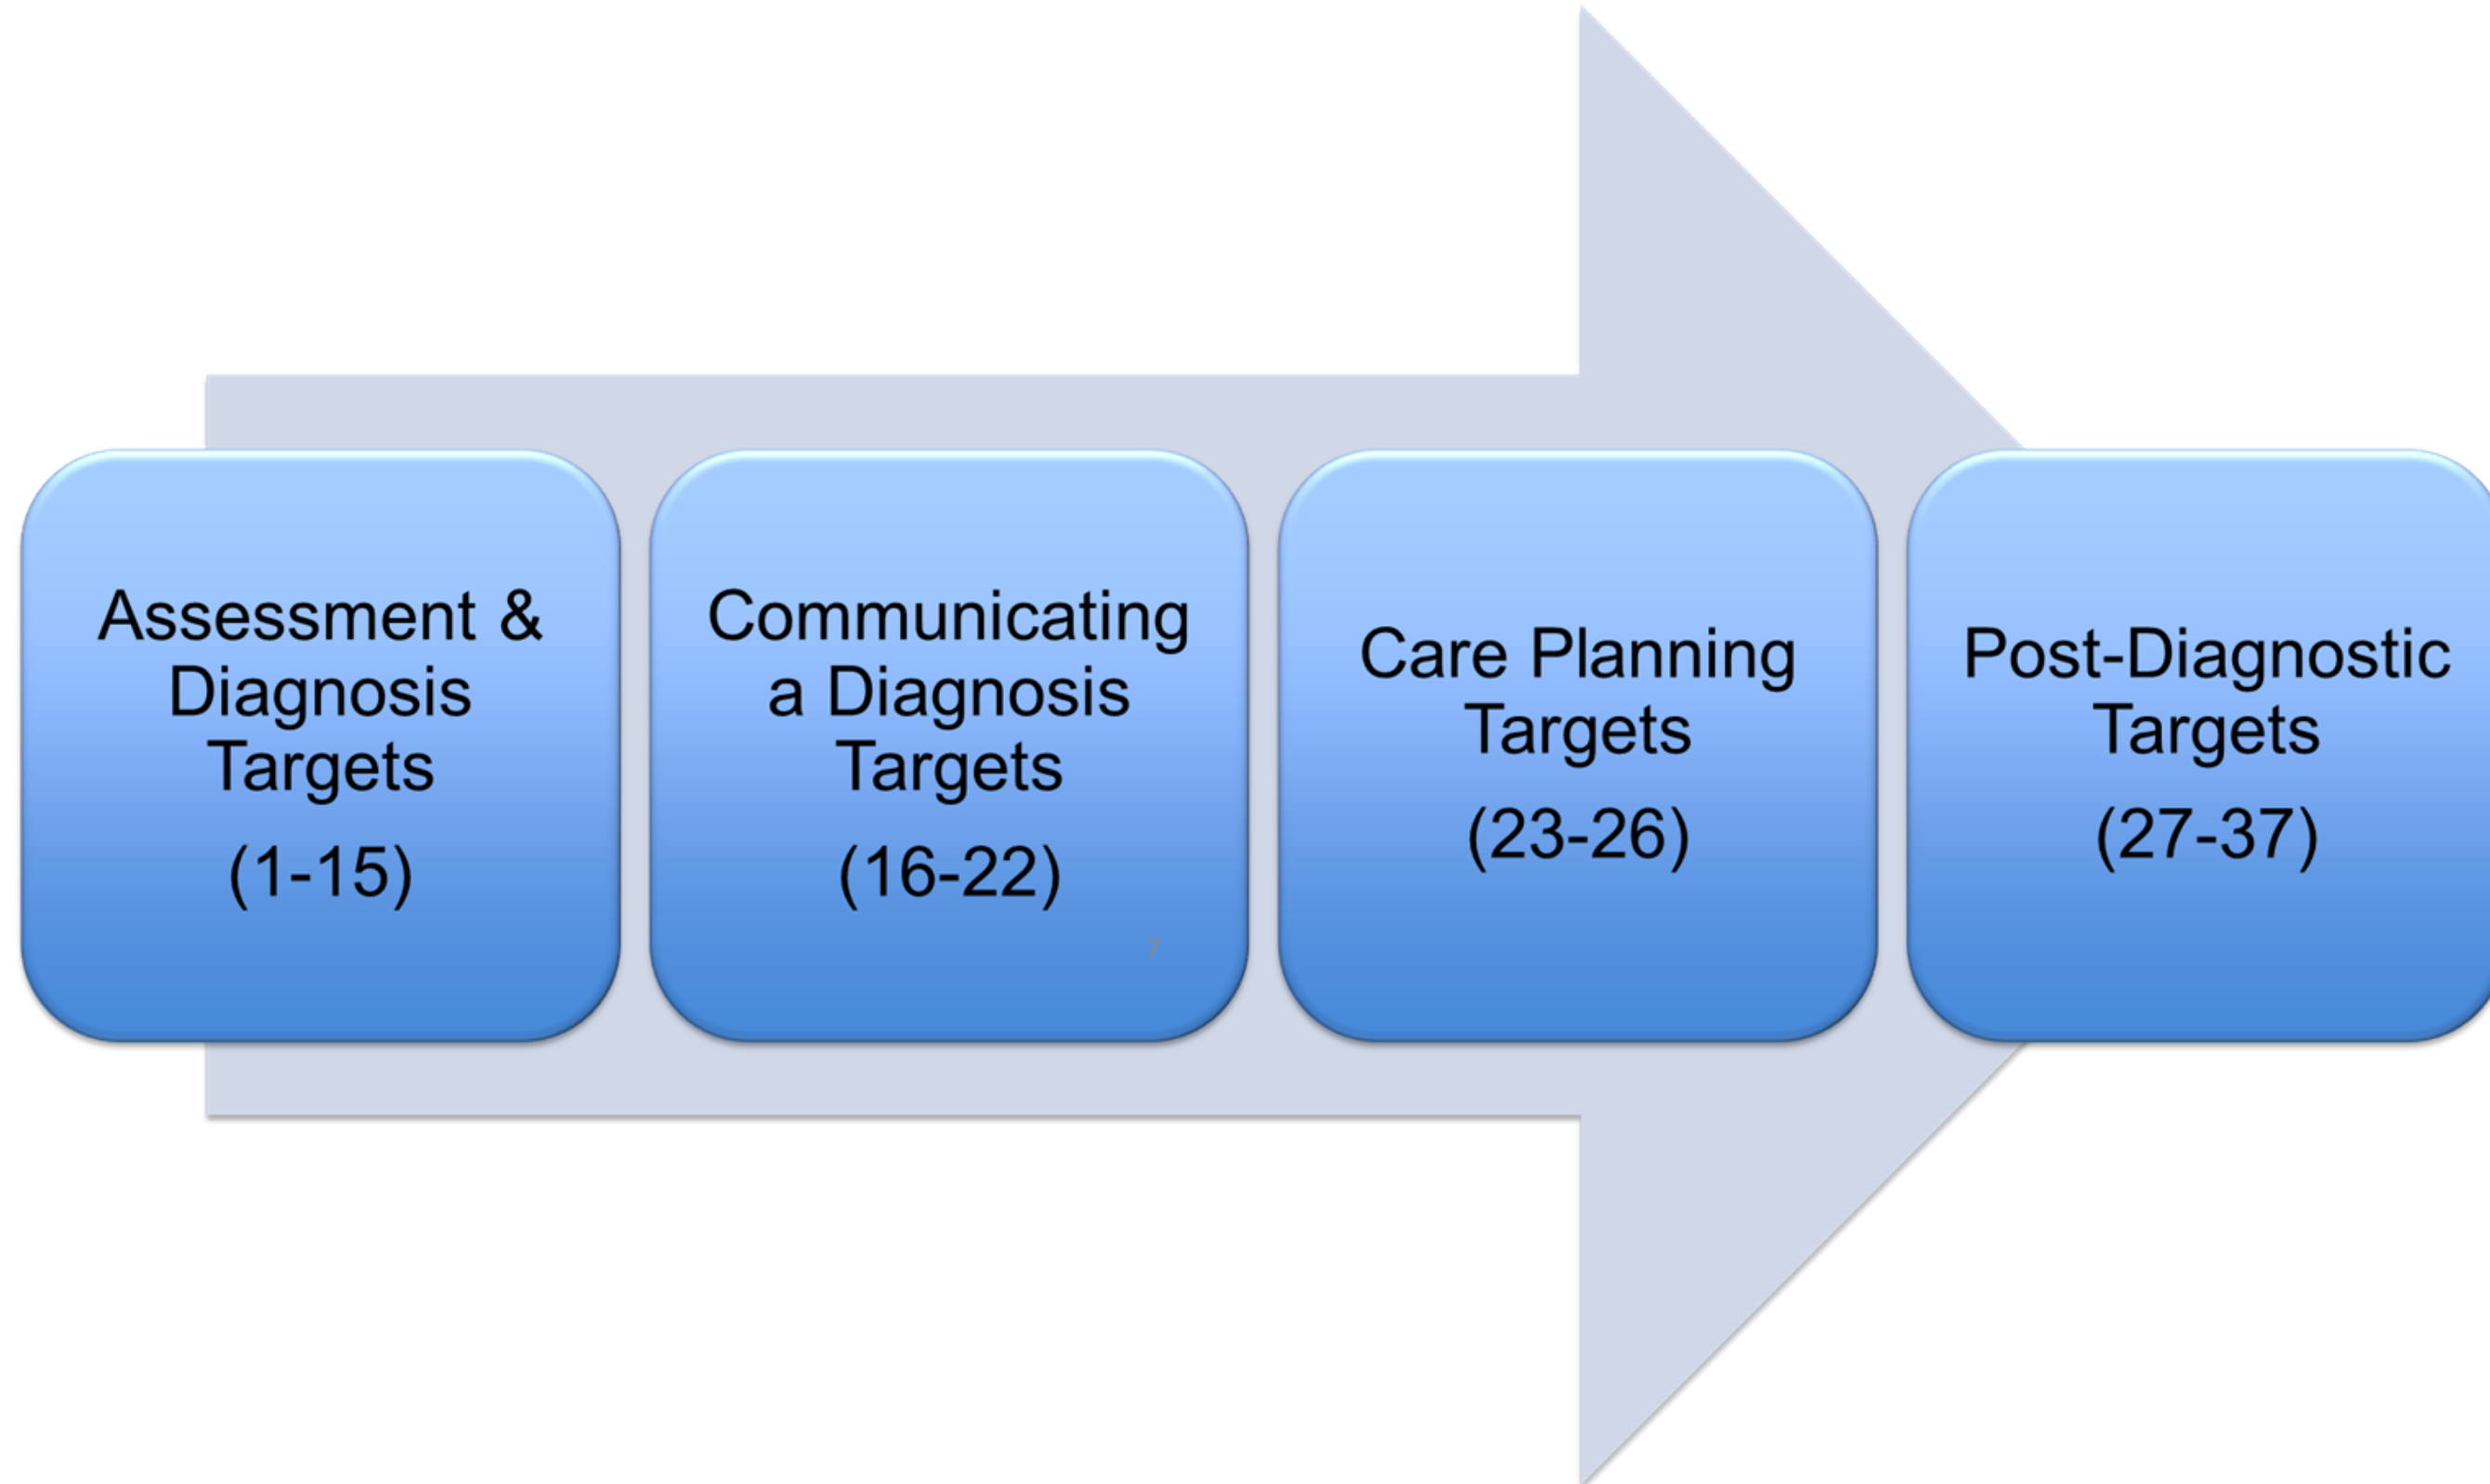 Assessment &
Diagnosis
Targets
(1-15)
Communicating
a Diagnosis
Targets
(16-22)
7
Care Planning
Targets
(23-26)
Post-Diagnostic
Targets
(27-37)